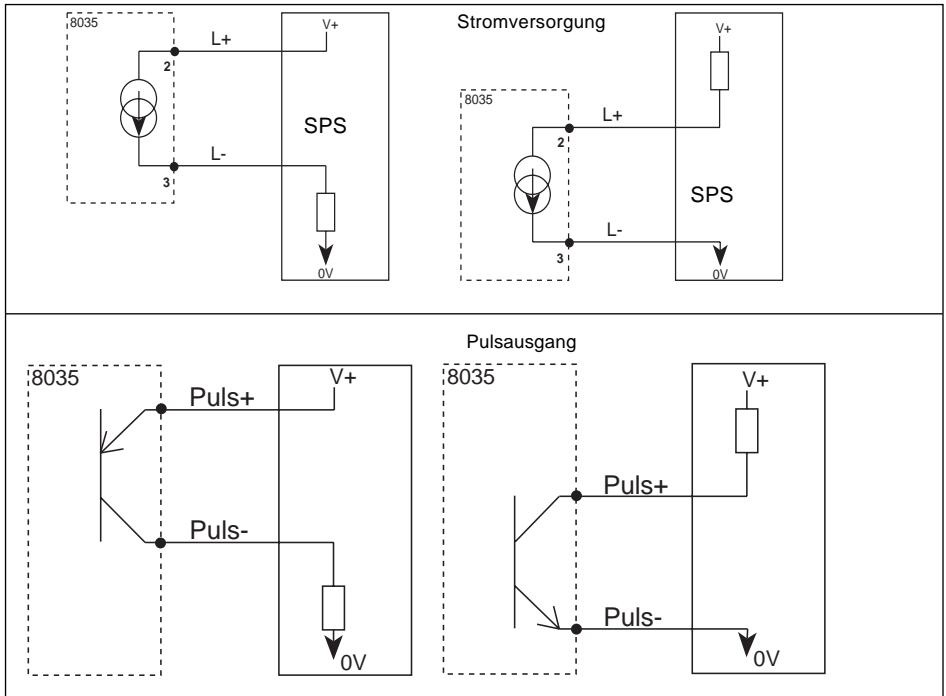 Stromversorgung
8035
L+
V+
2
SPS
L-
3
0V
8035
L+
V+
2
SPS
L-
3
0V
Pulsausgang
8035
Puls+
V+
Puls-
0V
8035
V+
Puls+
Puls-
0V